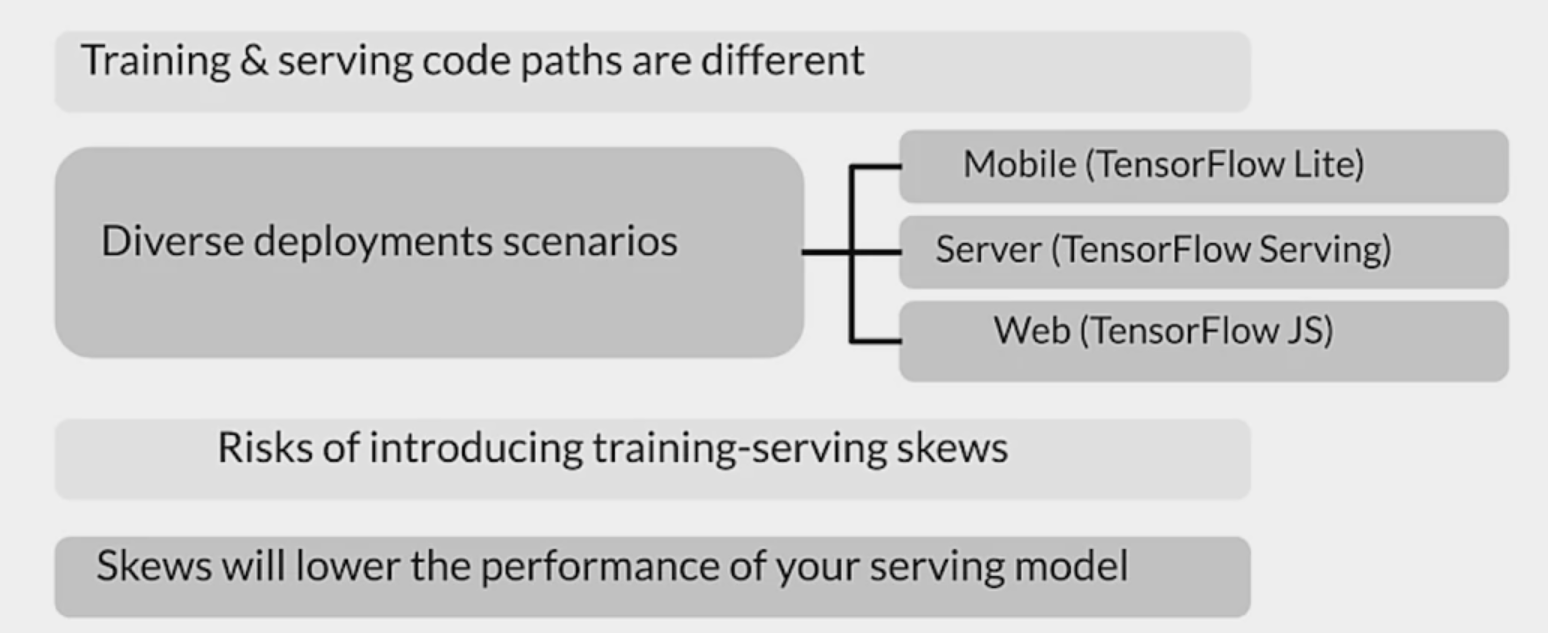 Training & serving code paths are different
Diverse deployments scenarios
Mobile (TensorFlow Lite)
Server (TensorFlow Serving)
Web (TensorFlow JS)
Risks of introducing training-serving skews
Skews will lower the performance of your serving model